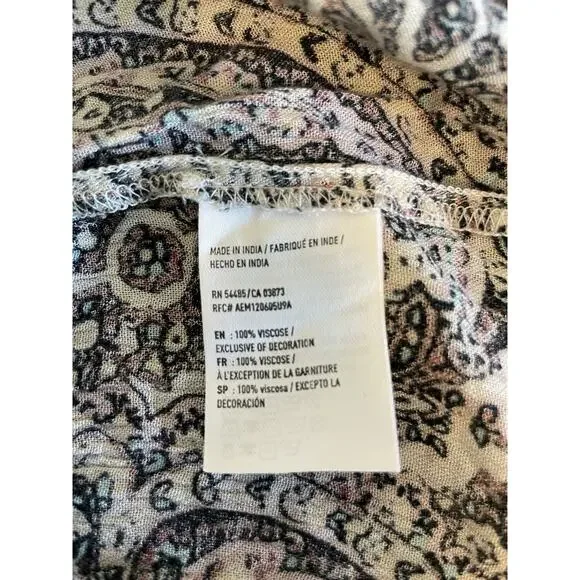 MADE IN INDIA / FABRIQUÉ EN INDE /
HECHO EN INDIA
RN 54485/CA 03873
RFC# AEM120605U9A
EN : 100% VISCOSE /
EXCLUSIVE OF DECORATION
FR : 100% VISCOSE /
À L'EXCEPTION DE LA GARNITURE
SP : 100% viscosa / EXCEPTO LA
DECORACIÓN